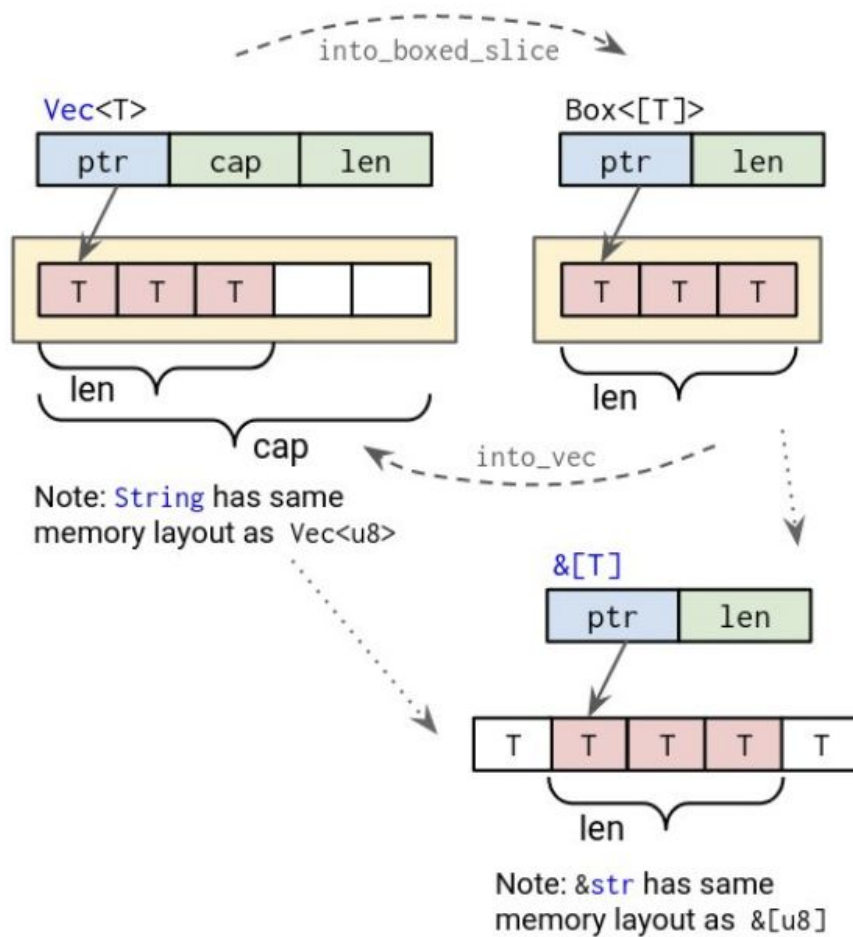 into_boxed_slice
Vec<T>
Box<[T]>
ptr cap len
ptr len
T T T
T T T
len
len
cap
into_vec
Note: String has same
memory layout as Vec<u8>
&[T]
ptr len
T T T T T
len
Note: &str has same
memory layout as &[u8]